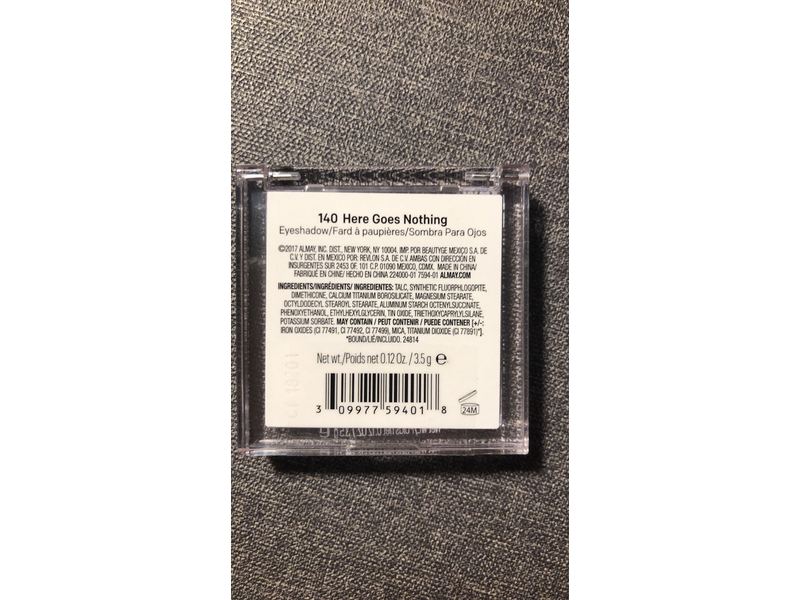 140 Here Goes Nothing
Eyeshadow/Fard à paupières/Sombra Para Ojos
©2017 ALMAY, INC. DIST., NEW YORK, NY 10004. IMP. POR BEAUTYGE MEXICO S.A. DE
C.V. Y DIST. EN MEXICO POR: REVLON S.A. DE C.V. AMBAS CON DIRECCIÓN EN
INSURGENTES SUR 2453 OF. 101 C.P. 01090 MEXICO, CDMX. MADE IN CHINA/
FABRIQUÉ EN CHINE/ HECHO EN CHINA 224000-01 7594-01 ALMAY.COM
INGREDIENTS/INGRÉDIENTS/ INGREDIENTES: TALC, SYNTHETIC FLUORPHLOGOPITE,
DIMETHICONE, CALCIUM TITANIUM BOROSILICATE, MAGNESIUM STEARATE,
OCTYLDODECYL STEAROYL STEARATE, ALUMINUM STARCH OCTENYLSUCCINATE,
PHENOXYETHANOL, ETHYLHEXYLGLYCERIN, TIN OXIDE, TRIETHOXYCAPRYLYLSILANE,
POTASSIUM SORBATE. MAY CONTAIN / PEUT CONTENIR / PUEDE CONTENER [+/-:
IRON OXIDES (CI 77491, CI 77492, CI 77499), MICA, TITANIUM DIOXIDE (CI 77891)*].
*BOUND/LIÉ/INCLUIDO. 24814
Net wt./Poids net 0.12 Oz. / 3.5 g ℮
3 09977 59401 8
24M